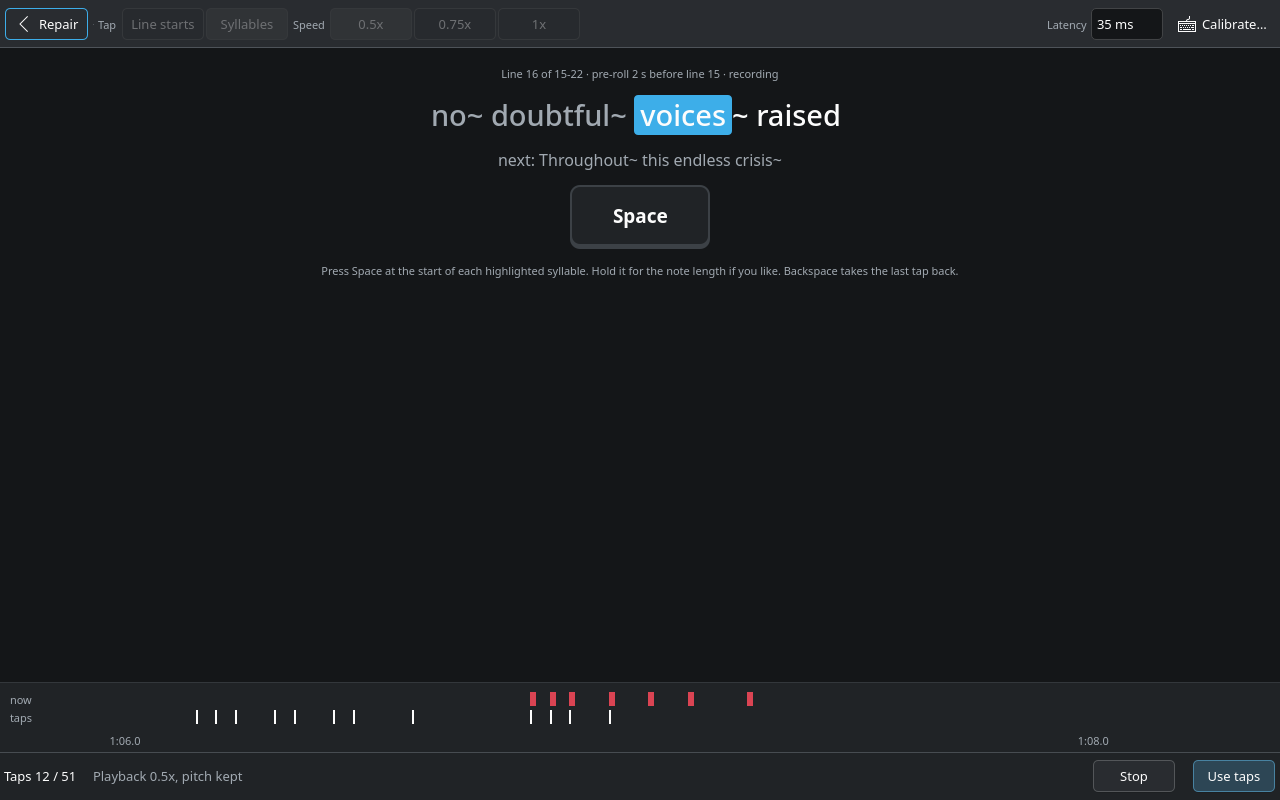 Repair Tap Line starts Syllables Speed 0.5x 0.75x 1x Latency 35 ms Calibrate...
Line 16 of 15-22 · pre-roll 2 s before line 15 · recording
no~ doubtful~ voices~ raised
next: Throughout~ this endless crisis~
Space
Press Space at the start of each highlighted syllable. Hold it for the note length if you like. Backspace takes the last tap back.
now
taps
1:06.0 1:08.0
Taps 12 / 51 Playback 0.5x, pitch kept Stop Use taps